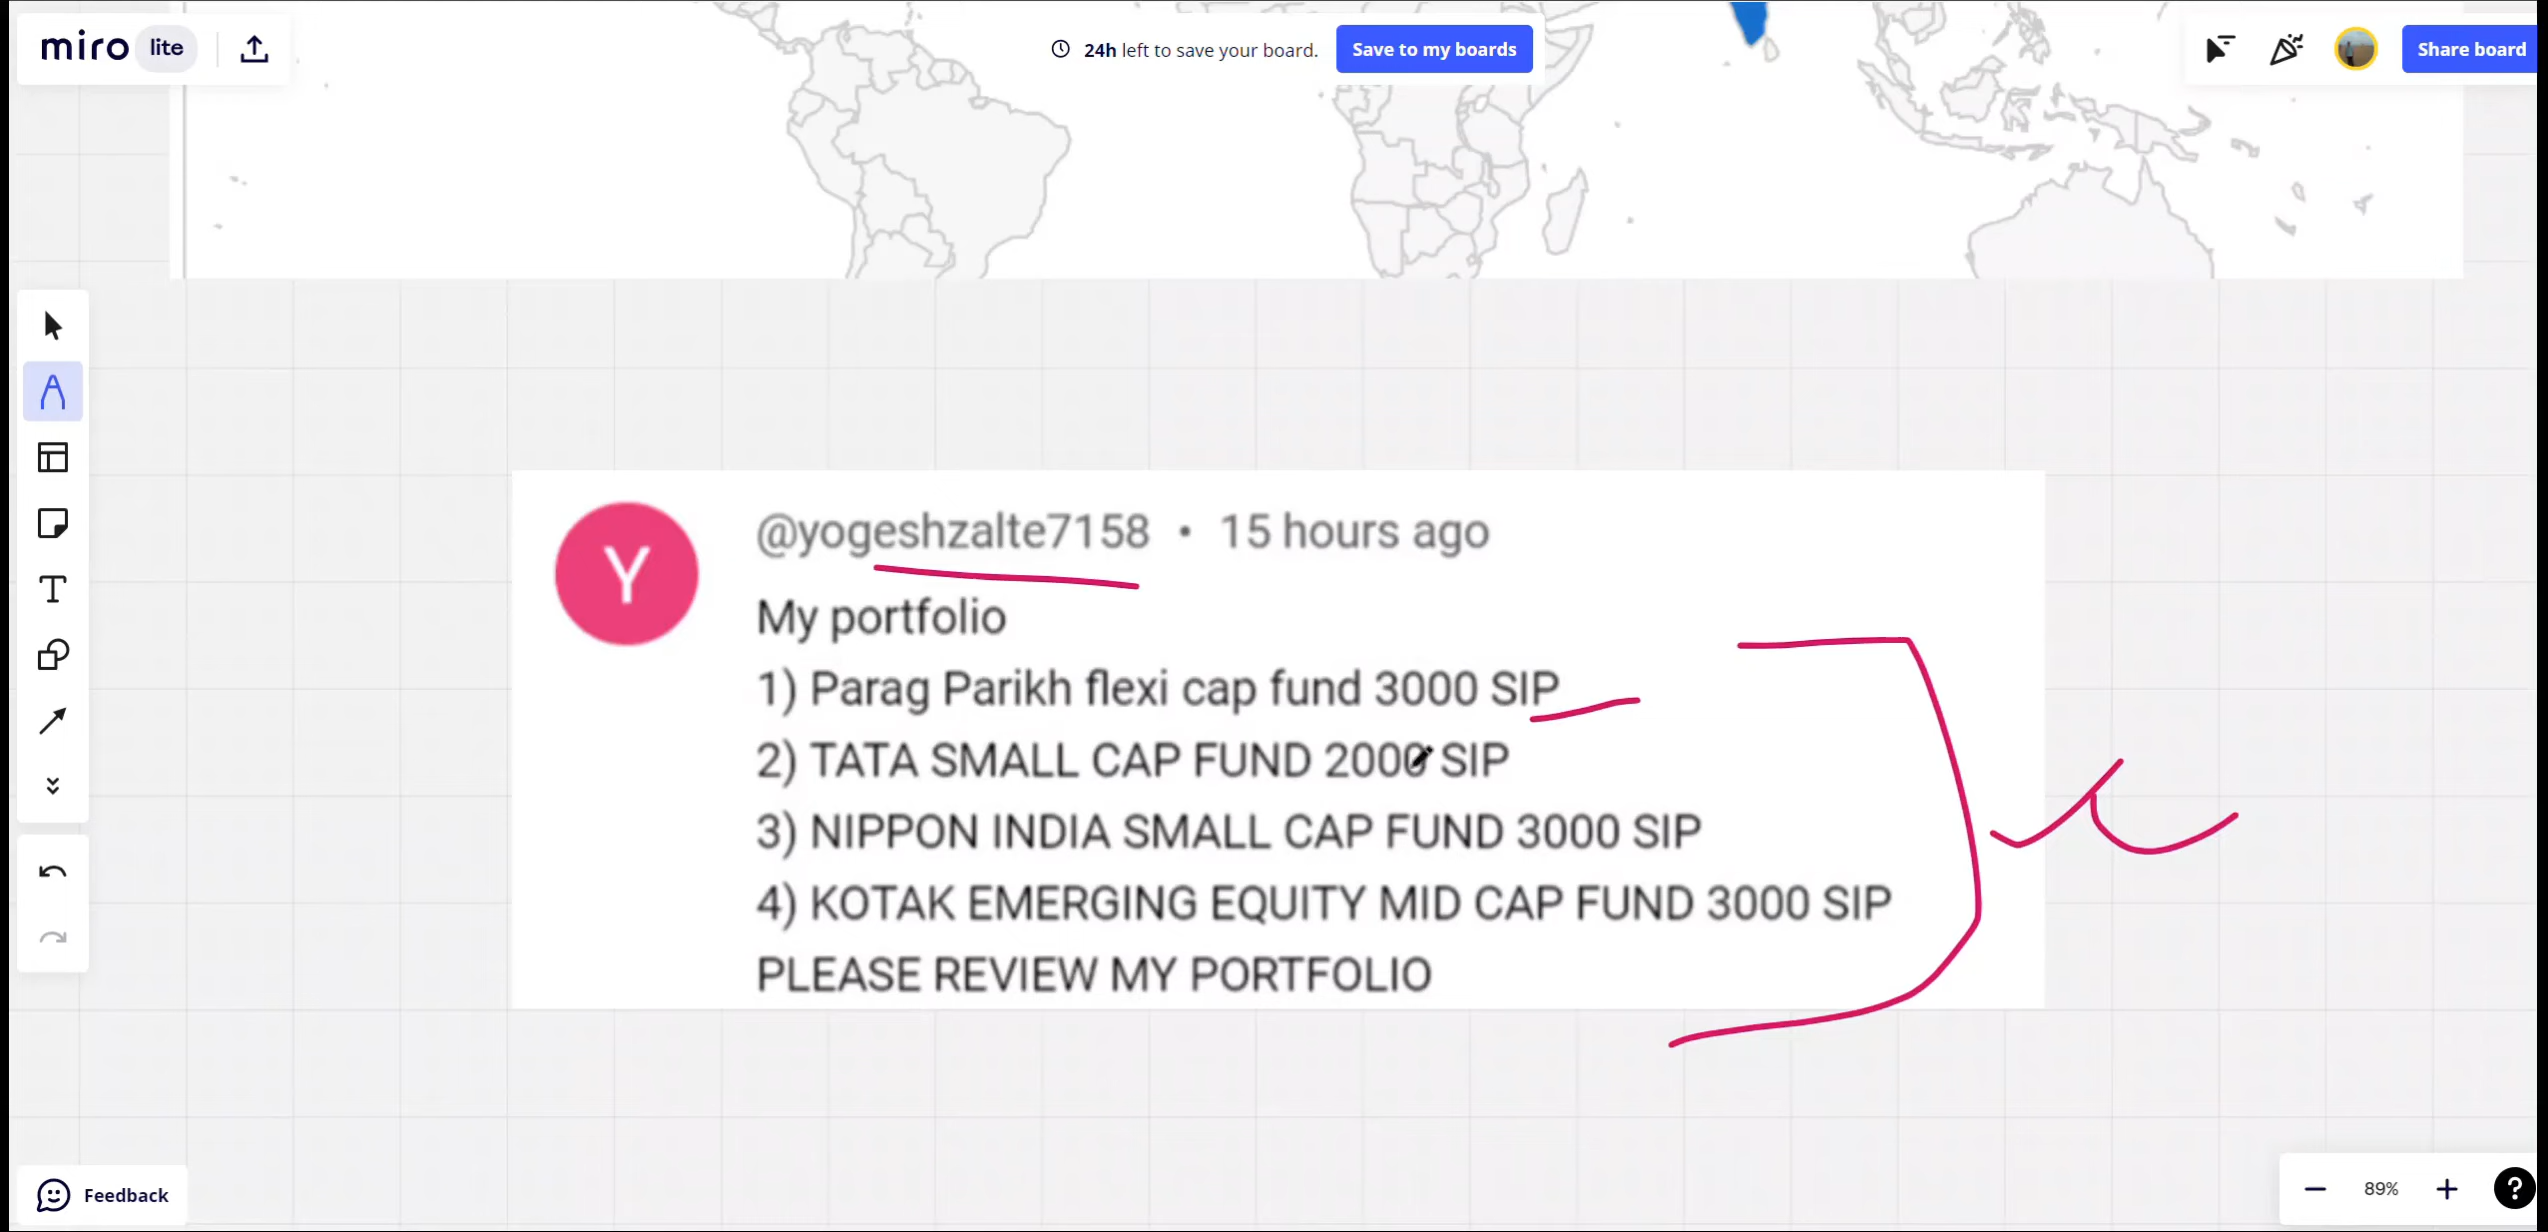 miro lite
24h left to save your board.
Save to my boards
Share board
@yogeshzalte7158 • 15 hours ago
Y
My portfolio
1) Parag Parikh flexi cap fund 3000 SIP
2) TATA SMALL CAP FUND 2000 SIP
3) NIPPON INDIA SMALL CAP FUND 3000 SIP
4) KOTAK EMERGING EQUITY MID CAP FUND 3000 SIP
PLEASE REVIEW MY PORTFOLIO
Feedback
89%